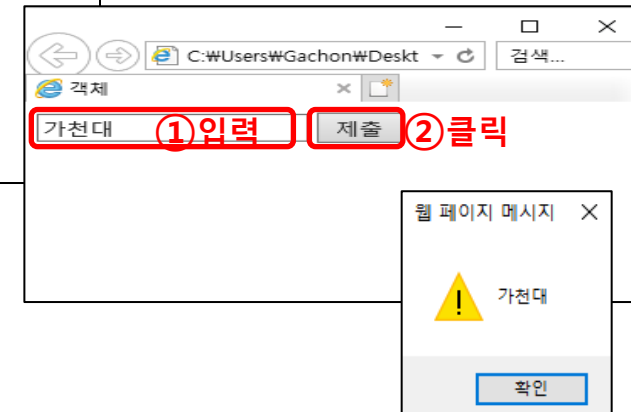 C:₩Users₩Gachon₩Deskt
검색...
객체
가천대 ①입력 제출 ②클릭
웹 페이지 메시지
가천대
확인